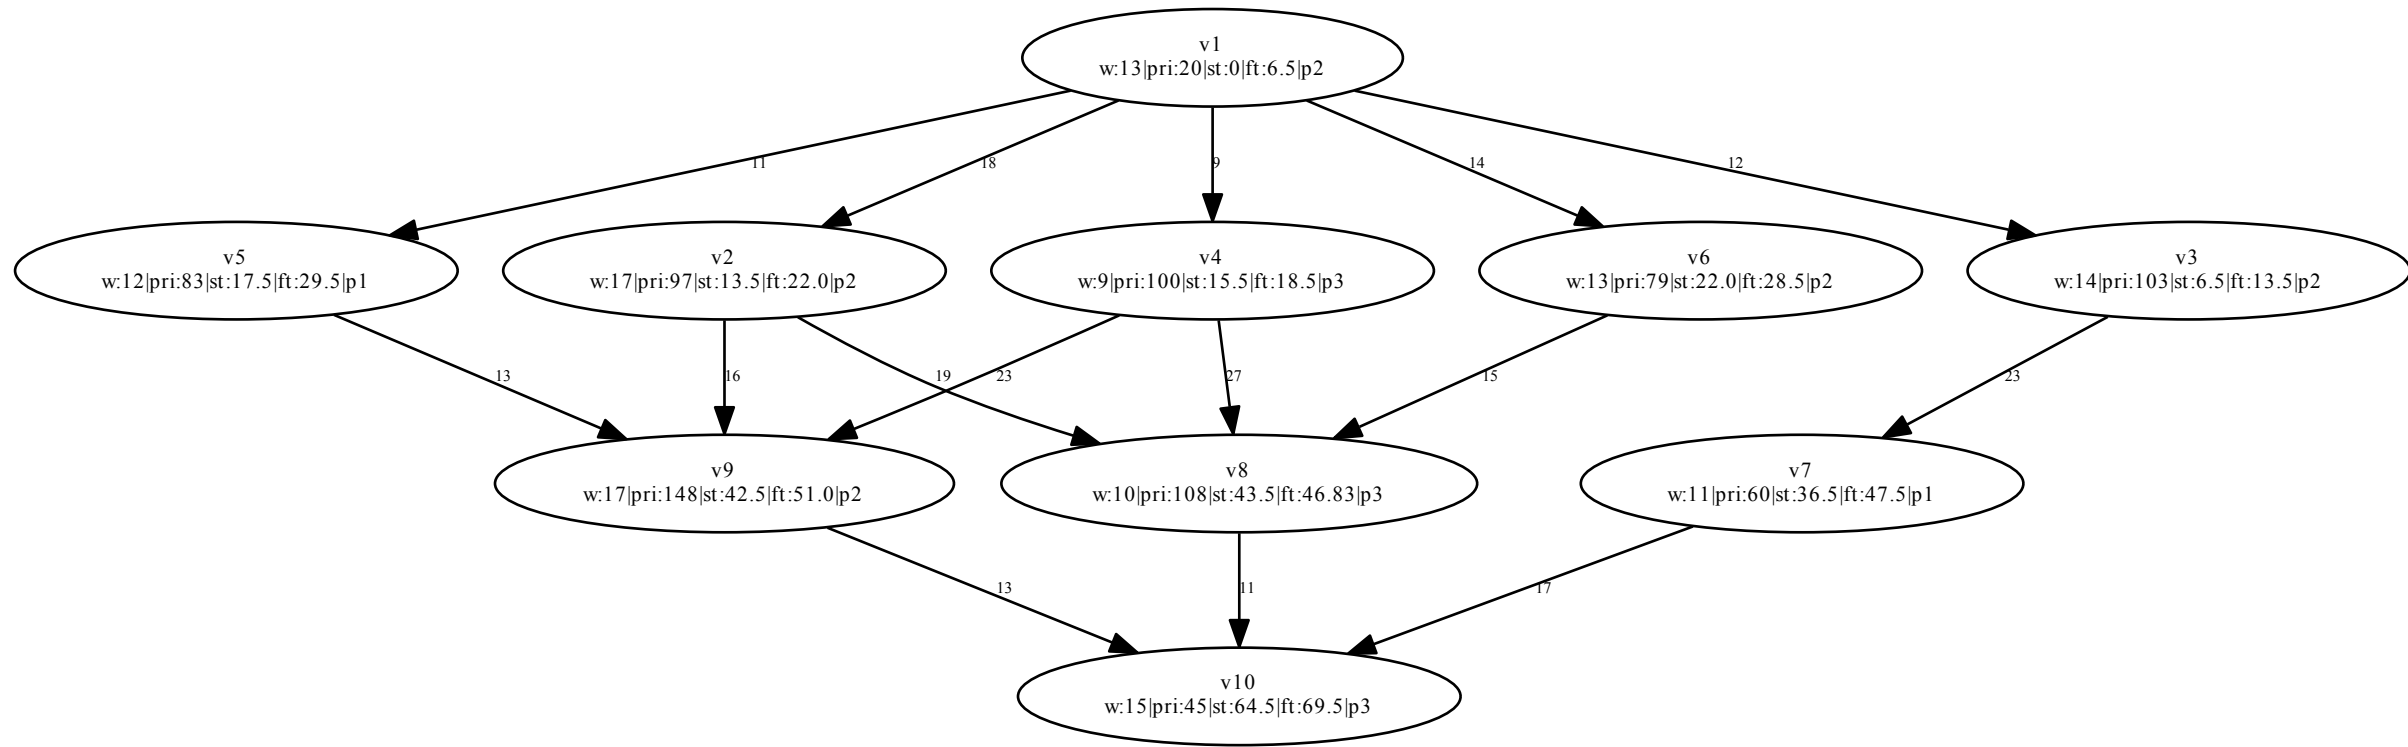 v1
w:13|pri:20|st:0|ft:6.5|p2
11
18
9
14
12
v5
w:12|pri:83|st:17.5|ft:29.5|p1
v2
w:17|pri:97|st:13.5|ft:22.0|p2
v4
w:9|pri:100|st:15.5|ft:18.5|p3
v6
w:13|pri:79|st:22.0|ft:28.5|p2
v3
w:14|pri:103|st:6.5|ft:13.5|p2
13
16
19
23
27
15
23
v9
w:17|pri:148|st:42.5|ft:51.0|p2
v8
w:10|pri:108|st:43.5|ft:46.83|p3
v7
w:11|pri:60|st:36.5|ft:47.5|p1
13
11
17
v10
w:15|pri:45|st:64.5|ft:69.5|p3